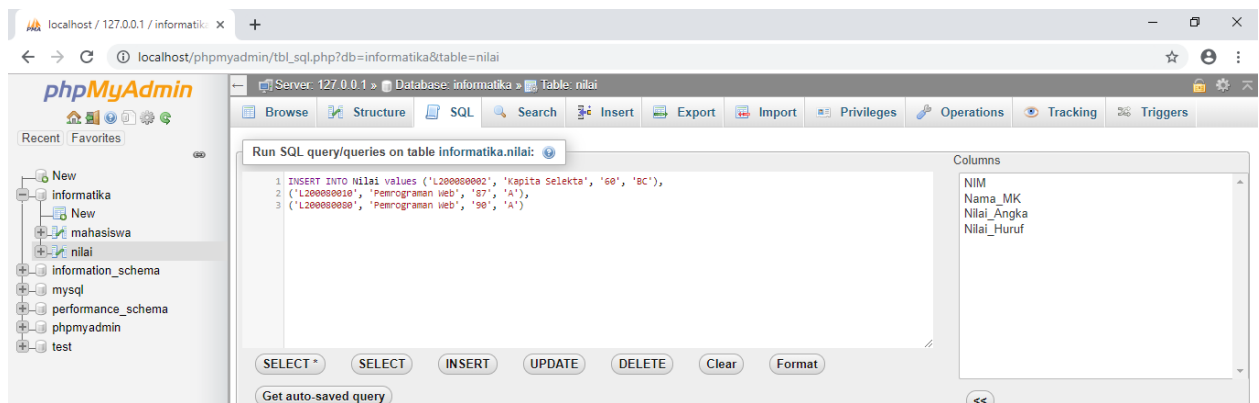 localhost / 127.0.0.1 / informatika
localhost/phpmyadmin/tbl_sql.php?db=informatika&table=nilai
phpMyAdmin
Recent Favorites
New
informatika
New
mahasiswa
nilai
information_schema
mysql
performance_schema
phpmyadmin
test
Server: 127.0.0.1 » Database: informatika » Table: nilai
Browse Structure SQL Search Insert Export Import Privileges Operations Tracking Triggers
Run SQL query/queries on table informatika.nilai:
1 INSERT INTO Nilai values ('L200080002', 'Kapita Selekta', '60', 'BC'),
2 ('L200080010', 'Pemrograman Web', '87', 'A'),
3 ('L200080080', 'Pemrograman Web', '90', 'A')
SELECT * SELECT INSERT UPDATE DELETE Clear Format
Get auto-saved query
Columns
NIM
Nama_MK
Nilai_Angka
Nilai_Huruf
<<